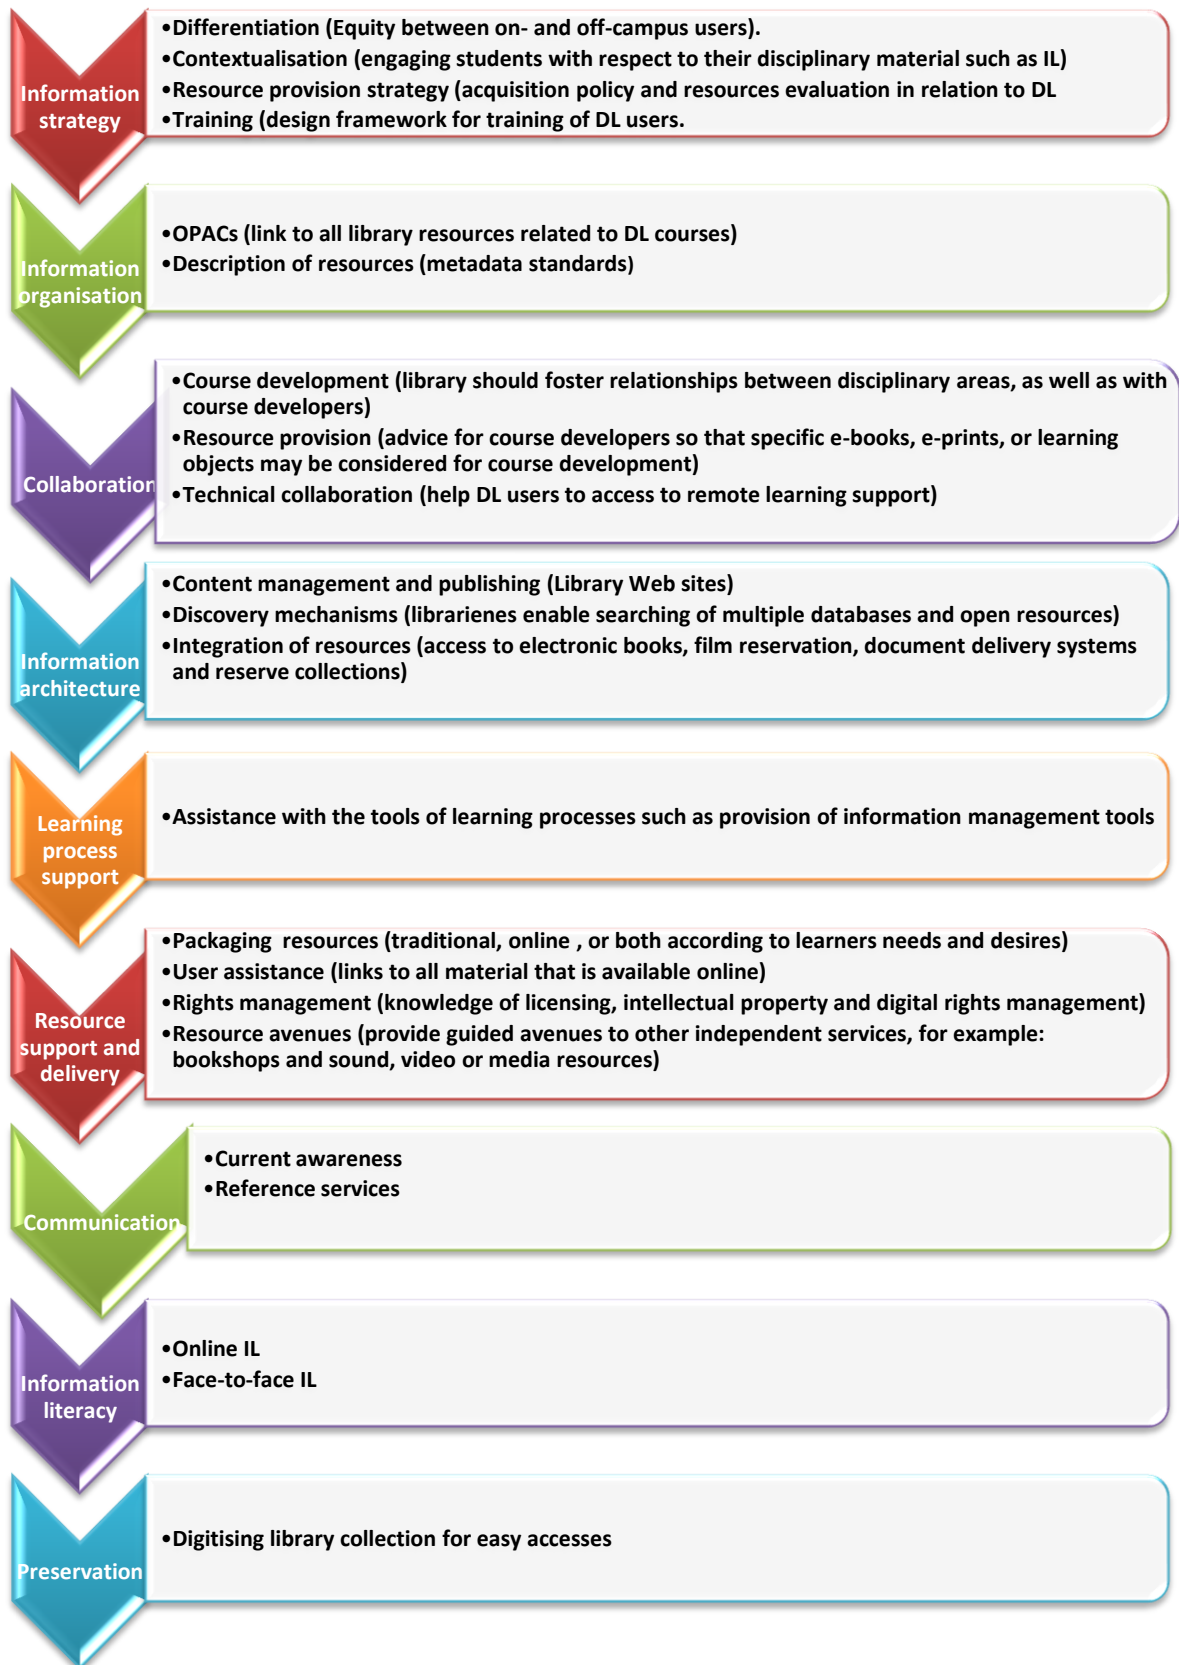 Information
strategy
•Differentiation (Equity between on- and off-campus users).
•Contextualisation (engaging students with respect to their disciplinary material such as IL)
•Resource provision strategy (acquisition policy and resources evaluation in relation to DL
•Training (design framework for training of DL users.
Information
organisation
•OPACs (link to all library resources related to DL courses)
•Description of resources (metadata standards)
Collaboration
•Course development (library should foster relationships between disciplinary areas, as well as with
course developers)
•Resource provision (advice for course developers so that specific e-books, e-prints, or learning
objects may be considered for course development)
•Technical collaboration (help DL users to access to remote learning support)
Information
architecture
•Content management and publishing (Library Web sites)
•Discovery mechanisms (librarienes enable searching of multiple databases and open resources)
•Integration of resources (access to electronic books, film reservation, document delivery systems
and reserve collections)
Learning
process
support
•Assistance with the tools of learning processes such as provision of information management tools
Resource
support and
delivery
•Packaging  resources (traditional, online , or both according to learners needs and desires)
•User assistance (links to all material that is available online)
•Rights management (knowledge of licensing, intellectual property and digital rights management)
•Resource avenues (provide guided avenues to other independent services, for example:
bookshops and sound, video or media resources)
Communication
•Current awareness
•Reference services
Information
literacy
•Online IL
•Face-to-face IL
Preservation
•Digitising library collection for easy accesses